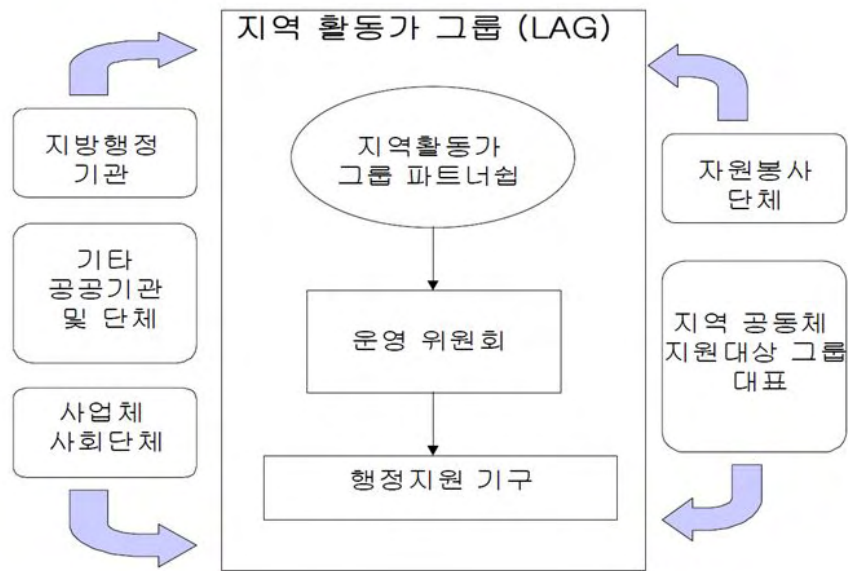 지역 활동가 그룹 (LAG)
지방행정
기관
기타
공공기관
및 단체
사업체
사회단체
지역활동가
그룹 파트너쉽
운영 위원회
행정지원 기구
자원봉사
단체
지역 공동체
지원대상 그룹
대표